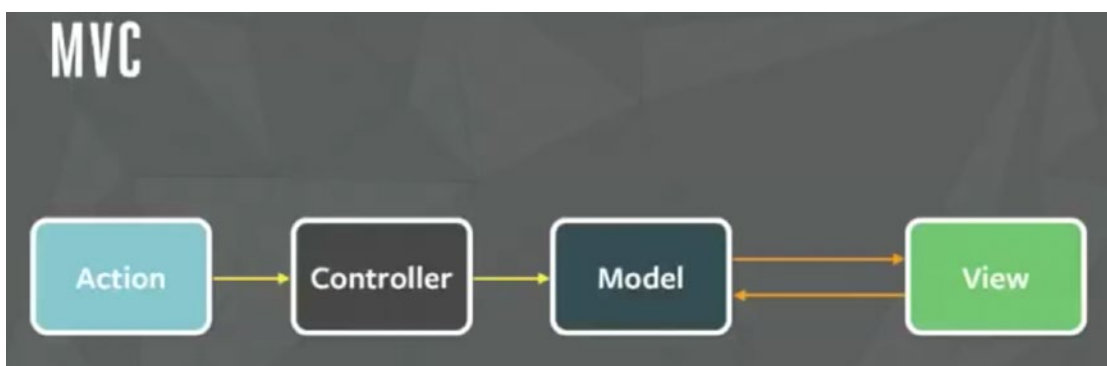 MVC
Action
Controller
Model
View